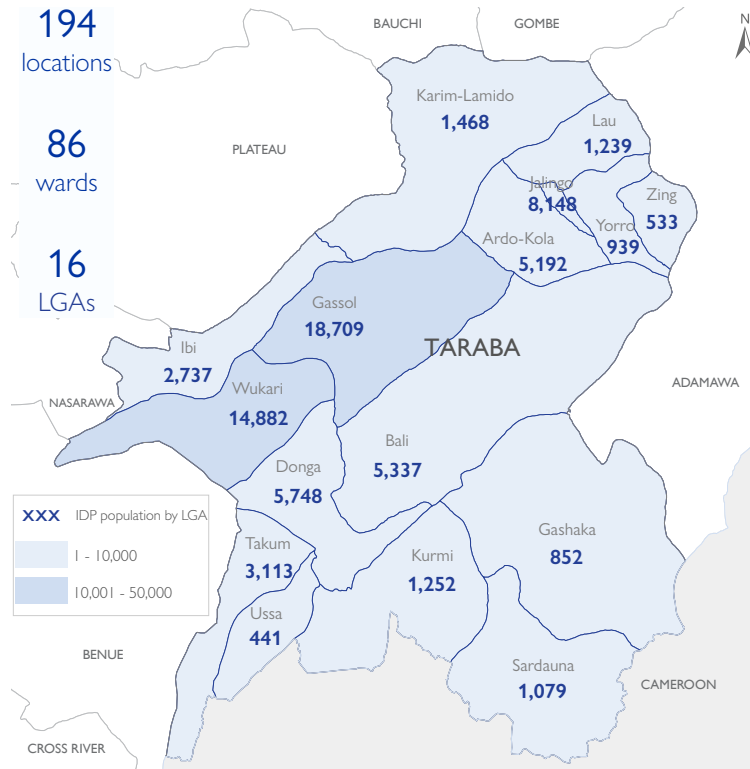 194
locations
86
wards
16
LGAs
BAUCHI
GOMBE
N
PLATEAU
Karim-Lamido
1,468
Lau
1,239
Jalingo
8,148
Zing
533
Yorro
939
Ardo-Kola
5,192
Gassol
18,709
TARABA
Ibi
2,737
Wukari
14,882
NASARAWA
ADAMAWA
Bali
5,337
Donga
5,748
XXX IDP population by LGA
1 - 10,000
10,001 - 50,000
Takum
3,113
Kurmi
1,252
Gashaka
852
Ussa
441
BENUE
Sardauna
1,079
CAMEROON
CROSS RIVER